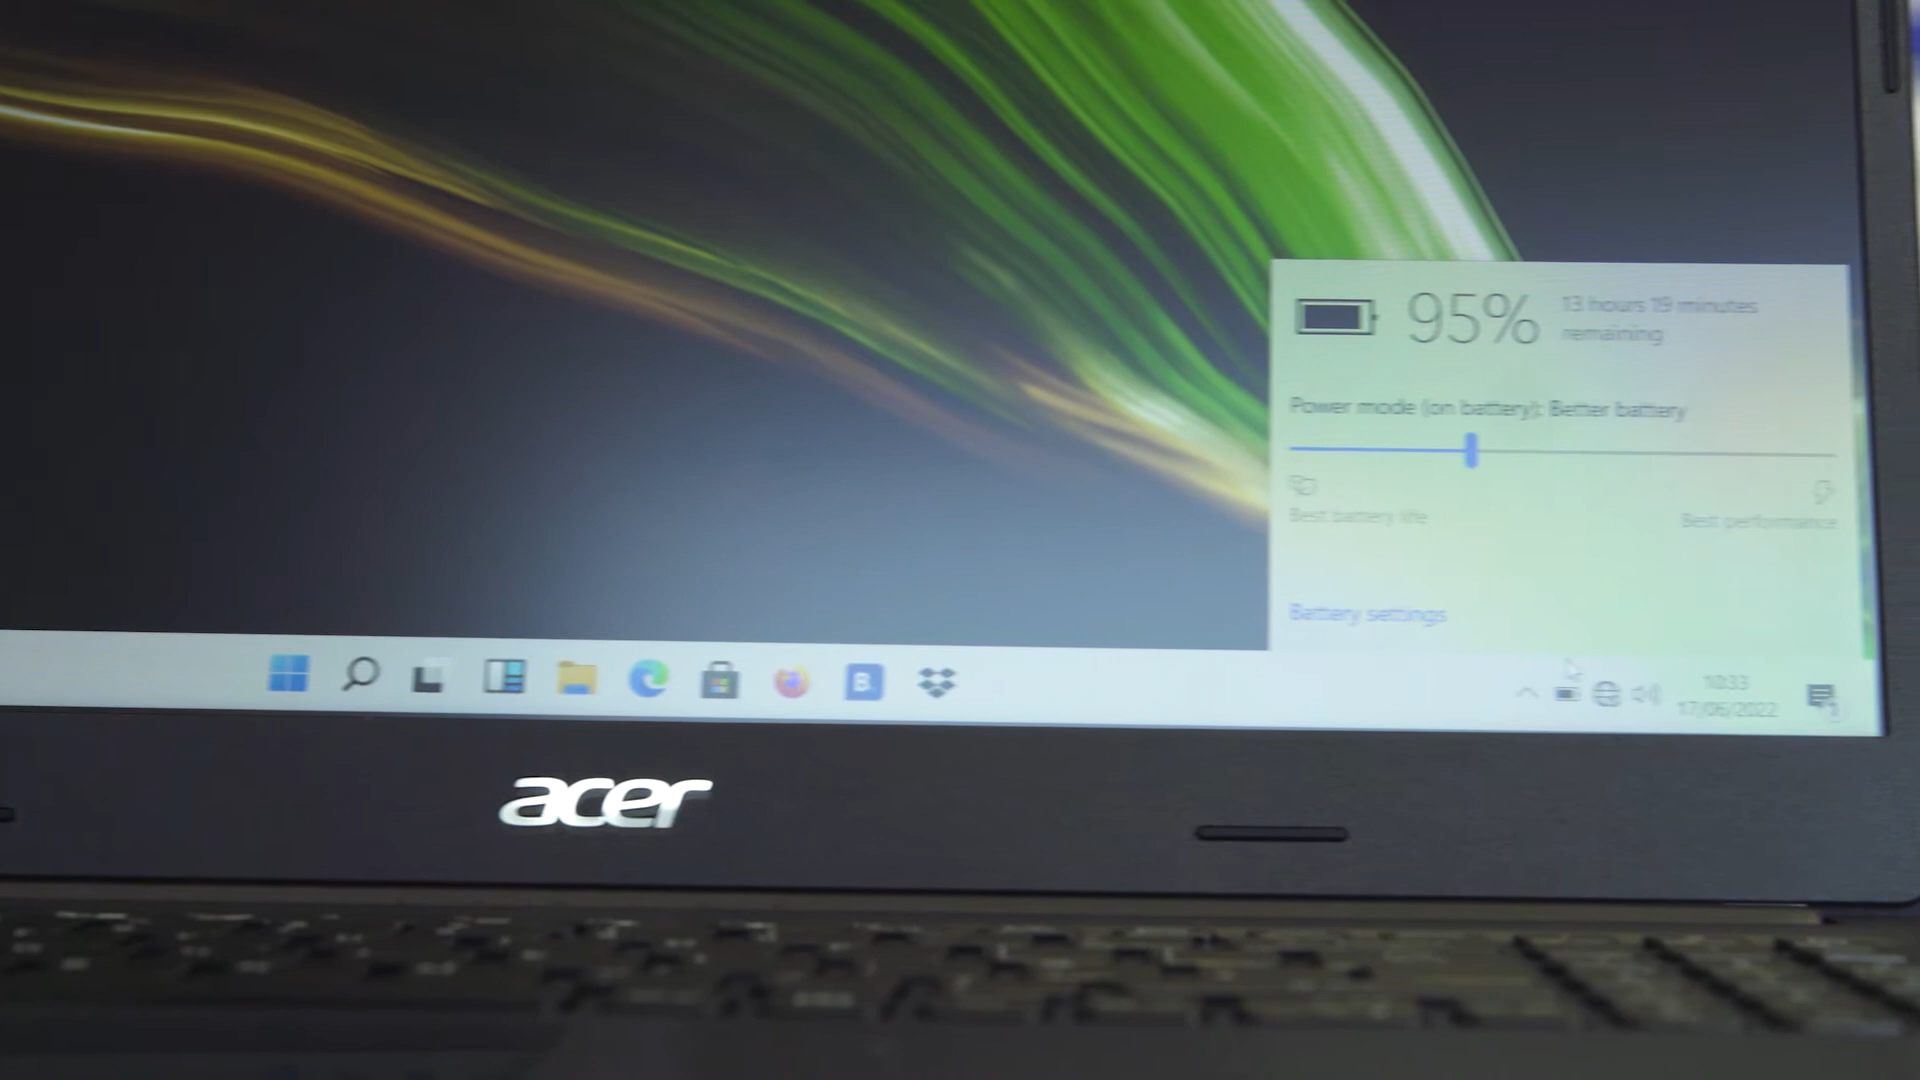 95%
13 hours 19 minutes
remaining
Power mode (on battery): Better battery
Best battery life
Best performance
Battery settings
B.
10:33
17/06/2022
1
acer